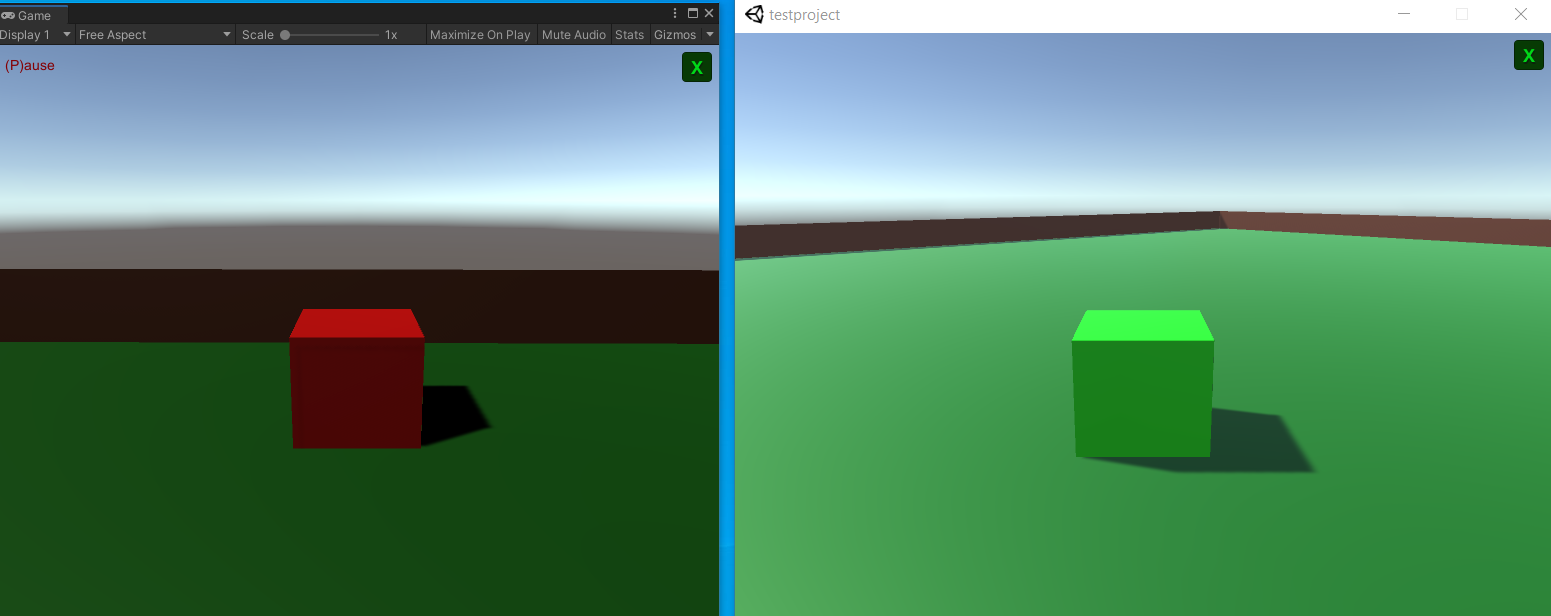 Game
Display 1 Free Aspect Scale 1x Maximize On Play Mute Audio Stats Gizmos
(P)ause
X
testproject
X